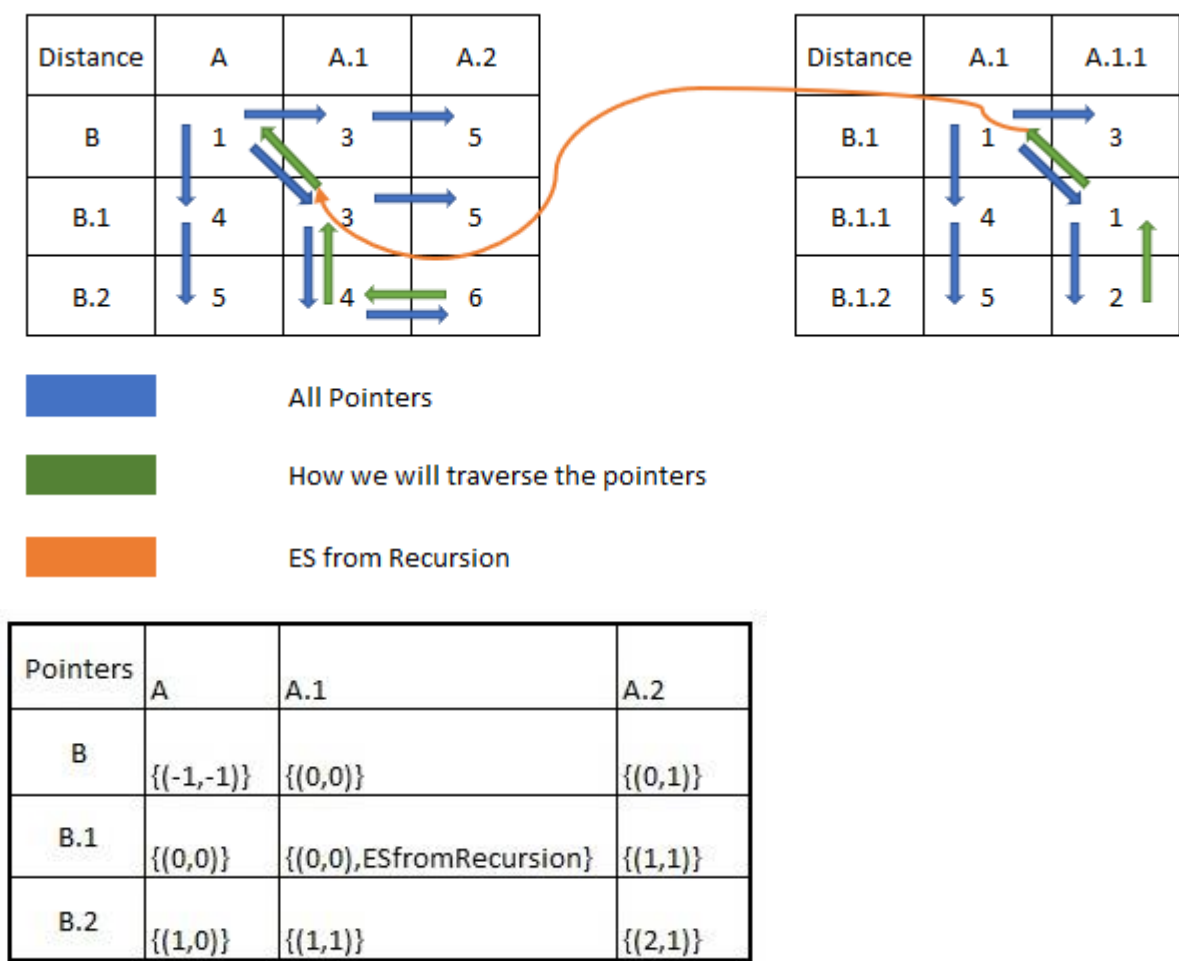 Distance A A.1 A.2
B 1 3 5
B.1 4 3 5
B.2 5 4 6
Distance A.1 A.1.1
B.1 1 3
B.1.1 4 1
B.1.2 5 2
All Pointers
How we will traverse the pointers
ES from Recursion
Pointers A A.1 A.2
B {(-1,-1)} {(0,0)} {(0,1)}
B.1 {(0,0)} {(0,0),ESfromRecursion} {(1,1)}
B.2 {(1,0)} {(1,1)} {(2,1)}